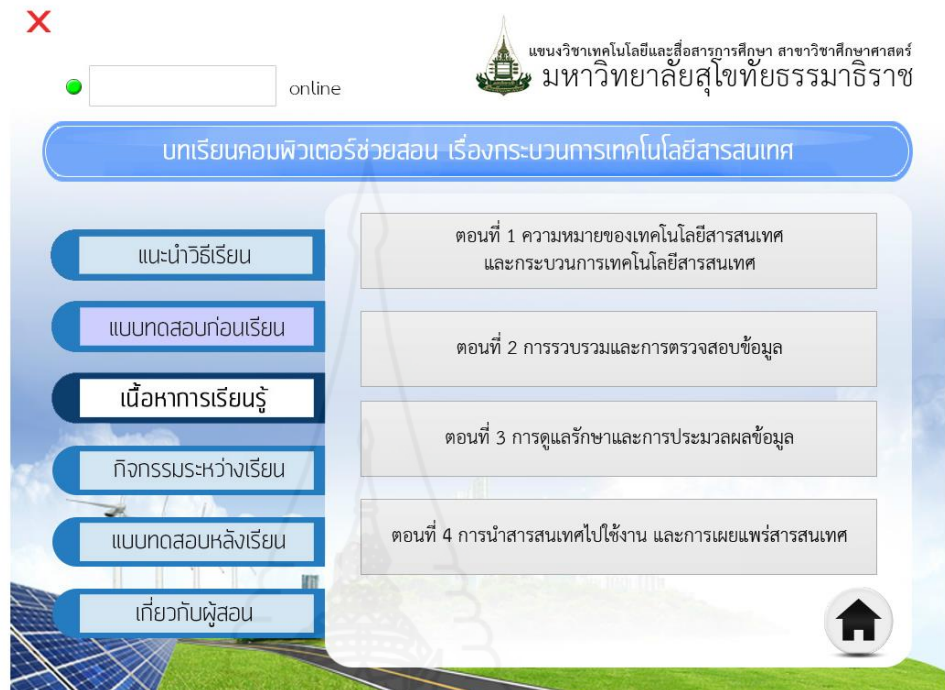 แขนงวิชาเทคโนโลยีและสื่อสารการศึกษา สาขาวิชาศึกษาศาสตร์
มหาวิทยาลัยสุโขทัยธรรมาธิราช
online
บทเรียนคอมพิวเตอร์ช่วยสอน เรื่องกระบวนการเทคโนโลยีสารสนเทศ
แนะนำวิธีเรียน
แบบทดสอบก่อนเรียน
เนื้อหาการเรียนรู้
กิจกรรมระหว่างเรียน
แบบทดสอบหลังเรียน
เกี่ยวกับผู้สอน
ตอนที่ 1 ความหมายของเทคโนโลยีสารสนเทศ
และกระบวนการเทคโนโลยีสารสนเทศ
ตอนที่ 2 การรวบรวมและการตรวจสอบข้อมูล
ตอนที่ 3 การดูแลรักษาและการประมวลผลข้อมูล
ตอนที่ 4 การนำสารสนเทศไปใช้งาน และการเผยแพร่สารสนเทศ